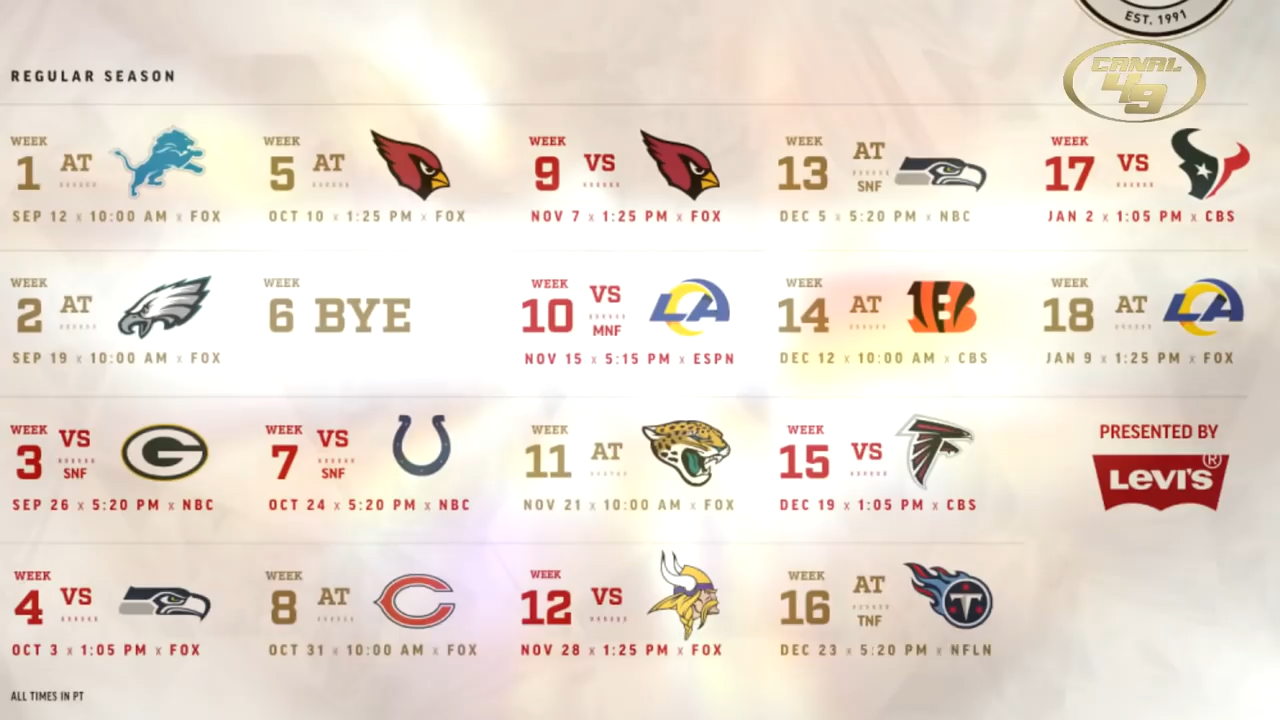 EST. 1991
CANAL
49
REGULAR SEASON
WEEK
1 AT
SEP 12 x 10:00 AM x FOX
WEEK
5 AT
OCT 10 x 1:25 PM x FOX
WEEK
9 VS
NOV 7 x 1:25 PM x FOX
WEEK
13 AT
SNF
DEC 5 x 5:20 PM x NBC
WEEK
17 VS
JAN 2 x 1:05 PM x CBS
WEEK
2 AT
SEP 19 x 10:00 AM x FOX
WEEK
6 BYE
WEEK
10 VS
MNF
LA
NOV 15 x 5:15 PM x ESPN
WEEK
14 AT
B
DEC 12 x 10:00 AM x CBS
WEEK
18 AT
LA
JAN 9 x 1:25 PM x FOX
WEEK
3 VS
SNF
G
SEP 26 x 5:20 PM x NBC
WEEK
7 VS
SNF
OCT 24 x 5:20 PM x NBC
WEEK
11 AT
NOV 21 x 10:00 AM x FOX
WEEK
15 VS
DEC 19 x 1:05 PM x CBS
PRESENTED BY
LEVI'S®
WEEK
4 VS
OCT 3 x 1:05 PM x FOX
WEEK
8 AT
C
OCT 31 x 10:00 AM x FOX
WEEK
12 VS
NOV 28 x 1:25 PM x FOX
WEEK
16 AT
TNF
T
DEC 23 x 5:20 PM x NFLN
ALL TIMES IN PT